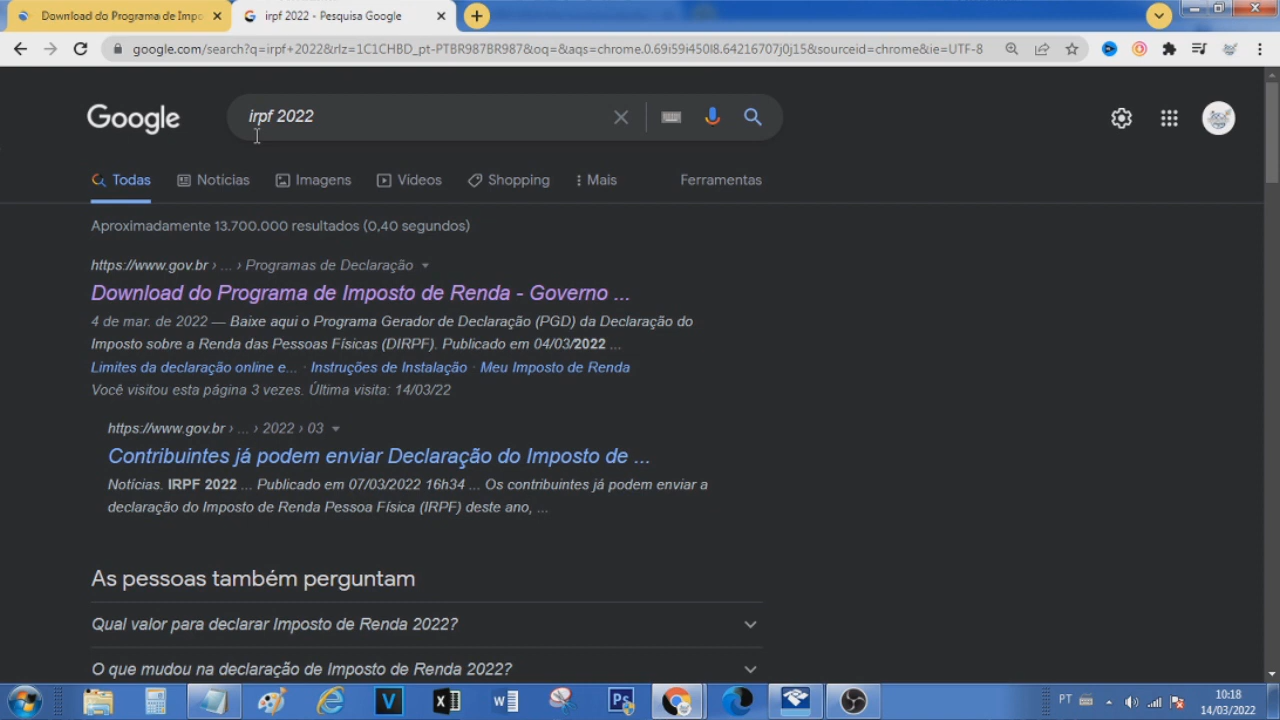 Download do Programa de Impo
irpf 2022 - Pesquisa Google
google.com/search?q=irpf+2022&rlz=1C1CHBD_pt-PTBR987BR987&oq=&aqs=chrome.0.69i59i450l8.64216707j0j15&sourceid=chrome&ie=UTF-8
Google
irpf 2022
Todas
Notícias
Imagens
Vídeos
Shopping
Mais
Ferramentas
Aproximadamente 13.700.000 resultados (0,40 segundos)
https://www.gov.br › ... › Programas de Declaração
Download do Programa de Imposto de Renda - Governo ...
4 de mar. de 2022 — Baixe aqui o Programa Gerador de Declaração (PGD) da Declaração do
Imposto sobre a Renda das Pessoas Físicas (DIRPF). Publicado em 04/03/2022 ...
Limites da declaração online e... · Instruções de Instalação · Meu Imposto de Renda
Você visitou esta página 3 vezes. Última visita: 14/03/22
https://www.gov.br › ... › 2022 › 03
Contribuintes já podem enviar Declaração do Imposto de ...
Notícias. IRPF 2022 ... Publicado em 07/03/2022 16h34 ... Os contribuintes já podem enviar a
declaração do Imposto de Renda Pessoa Física (IRPF) deste ano, ...
As pessoas também perguntam
Qual valor para declarar Imposto de Renda 2022?
O que mudou na declaração de Imposto de Renda 2022?
PT
10:18
14/03/2022